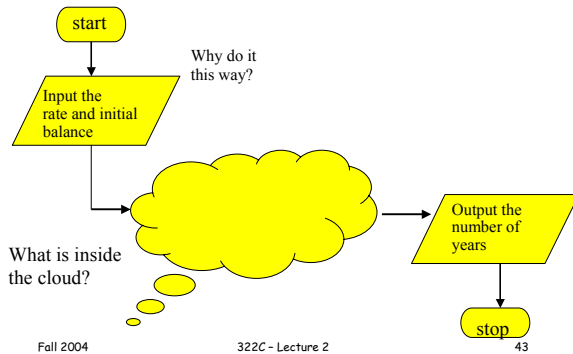 start
Why do it
this way?
Input the
rate and initial
balance
Output the
number of
years
What is inside
the cloud?
stop
Fall 2004
322C - Lecture 2
43